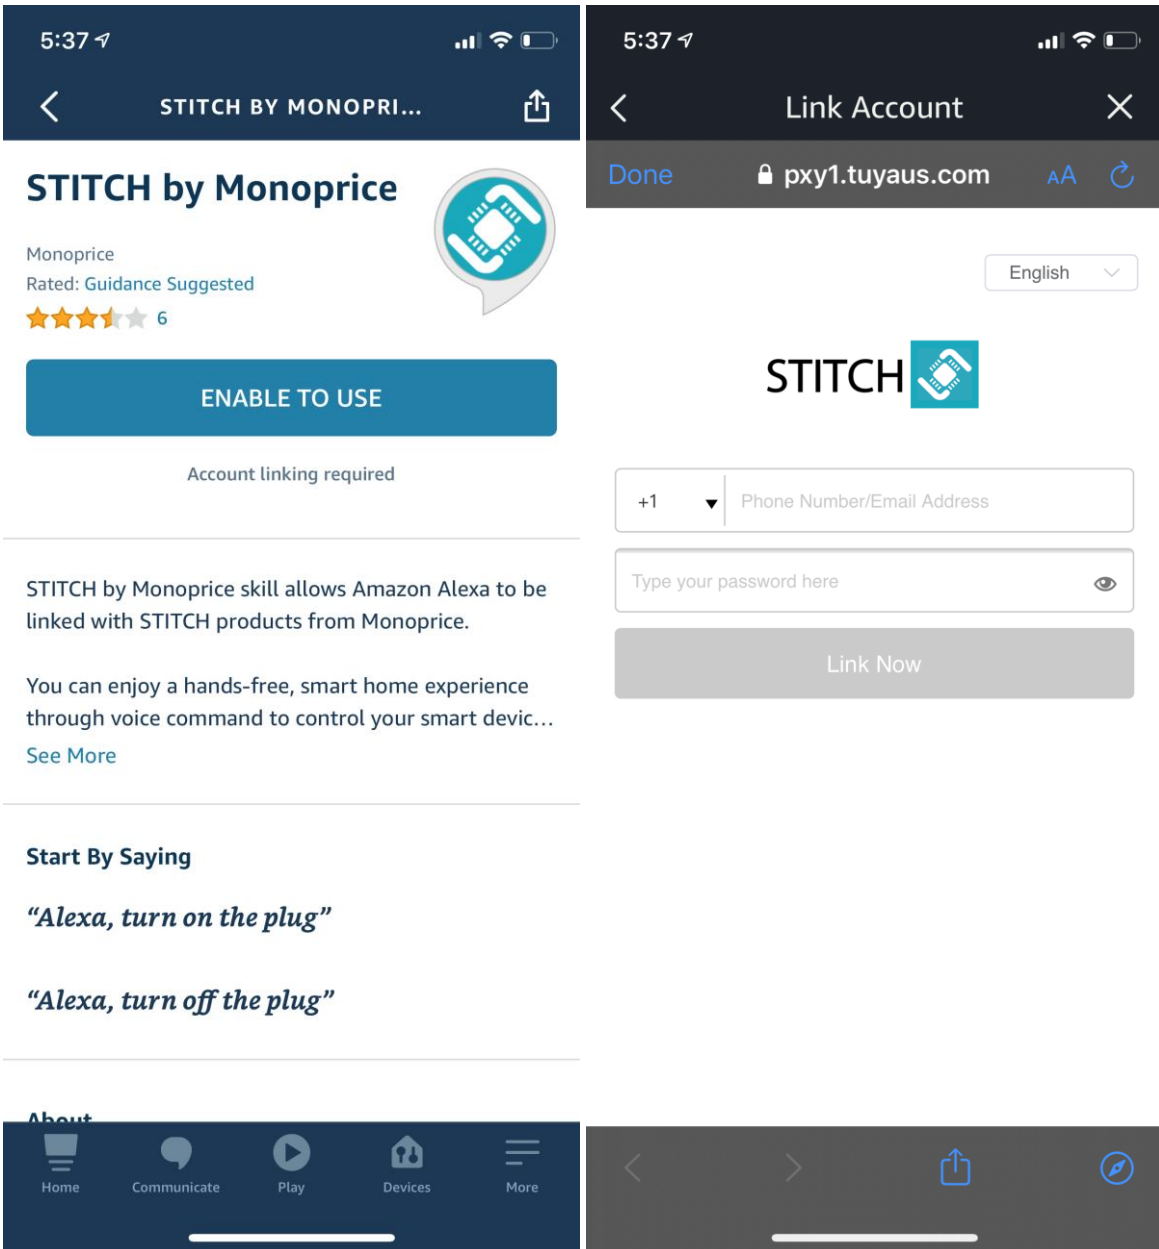 5:37
STITCH BY MONOPRI...
STITCH by Monoprice
Monoprice
Rated: Guidance Suggested
6
ENABLE TO USE
Account linking required
STITCH by Monoprice skill allows Amazon Alexa to be
linked with STITCH products from Monoprice.
You can enjoy a hands-free, smart home experience
through voice command to control your smart devic...
See More
Start By Saying
“Alexa, turn on the plug”
“Alexa, turn off the plug”
About
Home Communicate Play Devices More
5:37
Link Account
Done pxy1.tuyaus.com AA
English
STITCH
+1 Phone Number/Email Address
Type your password here
Link Now